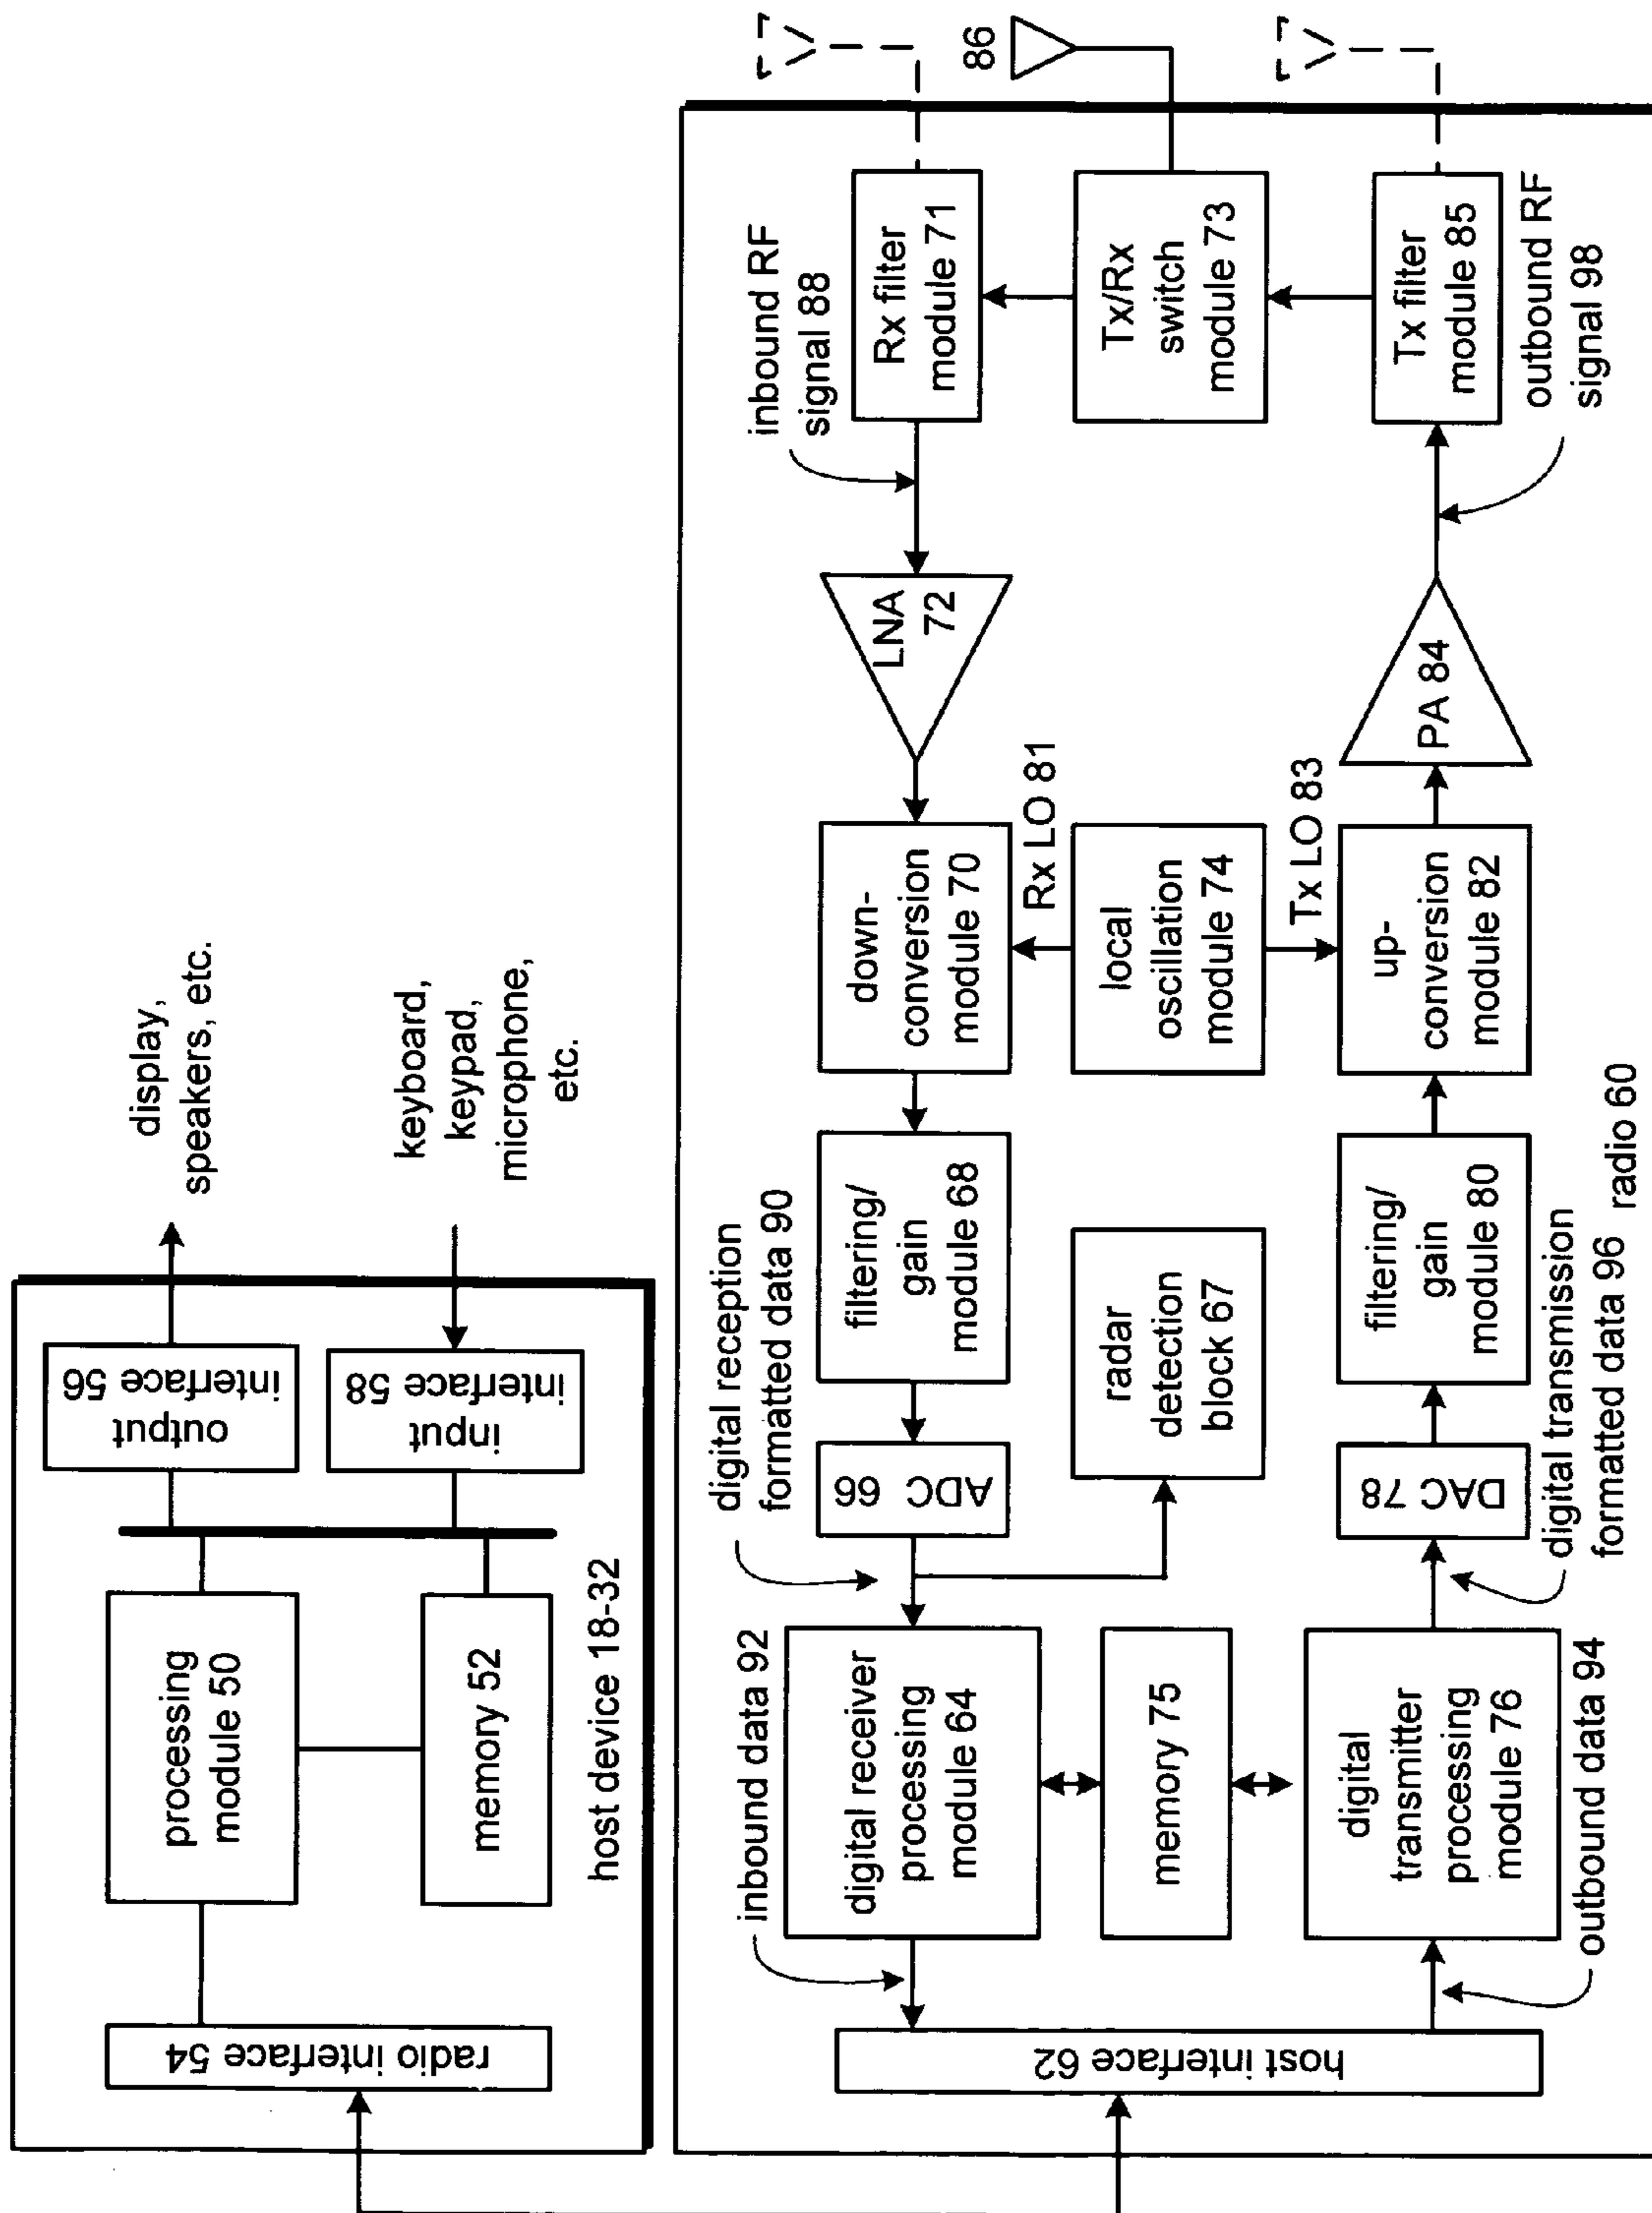 display,
speakers, etc.
keyboard,
keypad,
microphone,
etc.
output
interface 56
input
interface 58
processing
module 50
memory 52
host device 18-32
radio interface 54
86
inbound RF
signal 88
Rx filter
module 71
Tx/Rx
switch
module 73
Tx filter
module 85
outbound RF
signal 98
LNA
72
PA 84
down-
conversion
module 70
Rx LO 81
local
oscillation
module 74
Tx LO 83
up-
conversion
module 82
filtering/
gain
module 68
radar
detection
block 67
filtering/
gain
module 80
radio 60
digital reception
formatted data 90
ADC 66
DAC 78
digital transmission
formatted data 96
inbound data 92
digital receiver
processing
module 64
memory 75
digital
transmitter
processing
module 76
outbound data 94
host interface 62